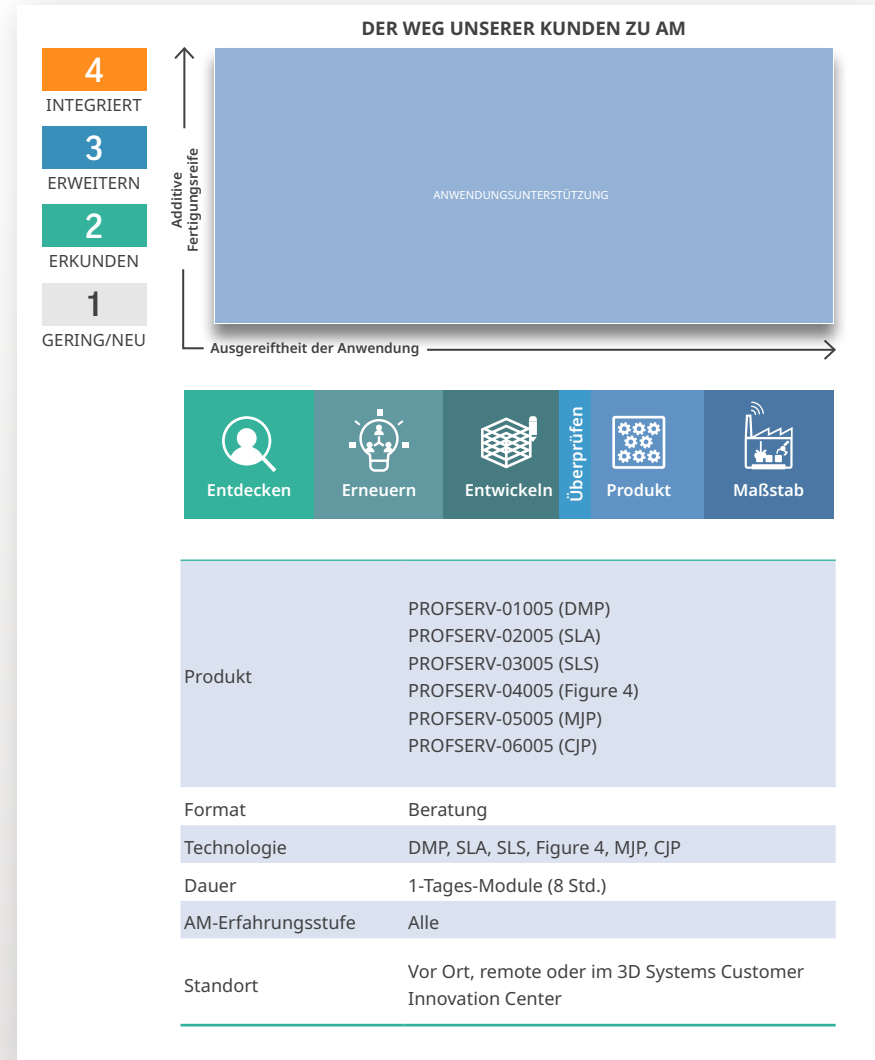 DER WEG UNSERER KUNDEN ZU AM
4
INTEGRIERT
3
ERWEITERN
2
ERKUNDEN
1
GERING/NEU
Additive
Fertigungsreife
ANWENDUNGSUNTERSTÜTZUNG
Ausgereiftheit der Anwendung
Entdecken
Erneuern
Entwickeln
Überprüfen
Produkt
Maßstab
Produkt
PROFSERV-01005 (DMP)
PROFSERV-02005 (SLA)
PROFSERV-03005 (SLS)
PROFSERV-04005 (Figure 4)
PROFSERV-05005 (MJP)
PROFSERV-06005 (CJP)
Format Beratung
Technologie DMP, SLA, SLS, Figure 4, MJP, CJP
Dauer 1-Tages-Module (8 Std.)
AM-Erfahrungsstufe Alle
Standort
Vor Ort, remote oder im 3D Systems Customer
Innovation Center